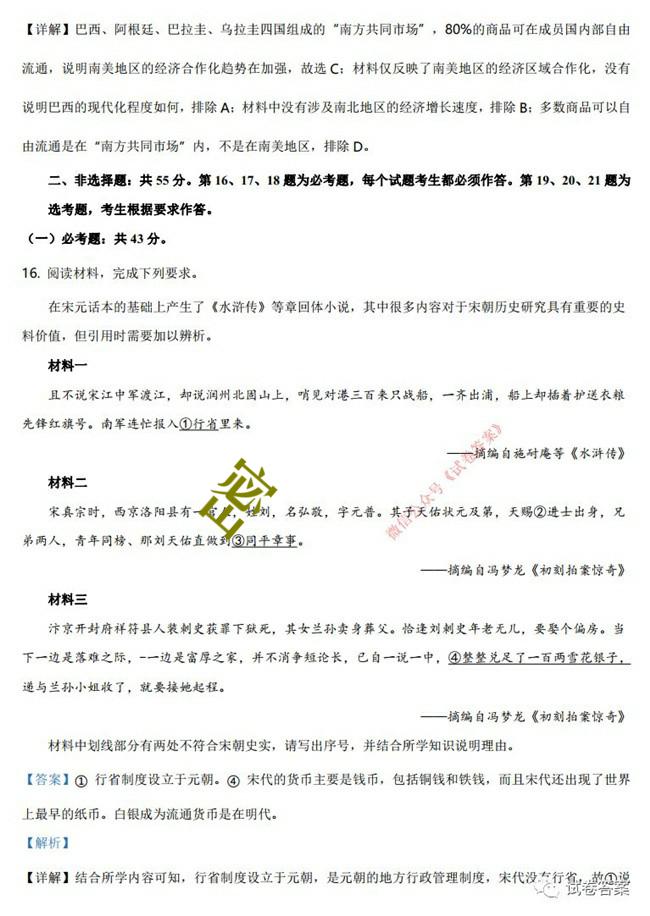 【详解】巴西、阿根廷、巴拉圭、乌拉圭四国组成的“南方共同市场”，80%的商品可在成员国内部自由
流通，说明南美地区的经济合作化趋势在加强，故选 C；材料仅反映了南美地区的经济区域合作化，没有
说明巴西的现代化程度如何，排除 A；材料中没有涉及南北地区的经济增长速度，排除 B；多数商品可以自
由流通是在“南方共同市场”内，不是在南美地区，排除 D。
二、非选择题：共 55 分。第 16、17、18 题为必考题，每个试题考生都必须作答。第 19、20、21 题为
选考题，考生根据要求作答。
（一）必考题：共 43 分。
16. 阅读材料，完成下列要求。
在宋元话本的基础上产生了《水浒传》等章回体小说，其中很多内容对于宋朝历史研究具有重要的史
料价值，但引用时需要加以辨析。
材料一
且不说宋江中军渡江，却说润州北固山上，哨见对港三百来只战船，一齐出浦，船上却插着护送衣粮
先锋红旗号。南军连忙报入①行省里来。
——摘编自施耐庵等《水浒传》
材料二
宋真宗时，西京洛阳县有一官人，姓刘，名弘敬，字元普。其子天佑状元及第，天赐②进士出身，兄
弟两人，青年同榜、那刘天佑直做到③同平章事。
——摘编自冯梦龙《初刻拍案惊奇》
材料三
汴京开封府祥符县人装刺史获罪下狱死，其女兰孙卖身葬父。恰逢刘刺史年老无儿，要娶个偏房。当
下一边是落难之际，-一边是富厚之家，并不消争短论长，已自一说一中，④整整兑足了一百两雪花银子，
递与兰孙小姐收了，就要接她起程。
——摘编自冯梦龙《初刻拍案惊奇》
材料中划线部分有两处不符合宋朝史实，请写出序号，并结合所学知识说明理由。
【答案】① 行省制度设立于元朝。④ 宋代的货币主要是钱币，包括铜钱和铁钱，而且宋代还出现了世界
上最早的纸币。白银成为流通货币是在明代。
【解析】
【详解】结合所学内容可知，行省制度设立于元朝，是元朝的地方行政管理制度，宋代没有行省，故①说
密
微信公众号《试卷答案》
试卷答案